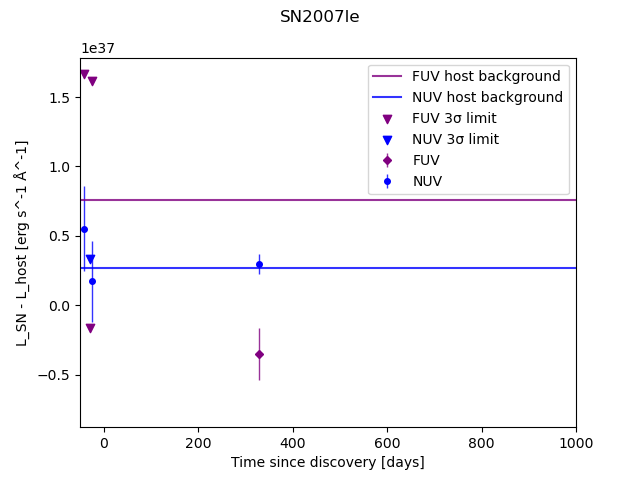 SN2007le
1e37
FUV host background
NUV host background
FUV 3σ limit
NUV 3σ limit
FUV
NUV
L_SN - L_host [erg s^-1 Å^-1]
1.5
1.0
0.5
0.0
−0.5
0
200
400
600
800
1000
Time since discovery [days]